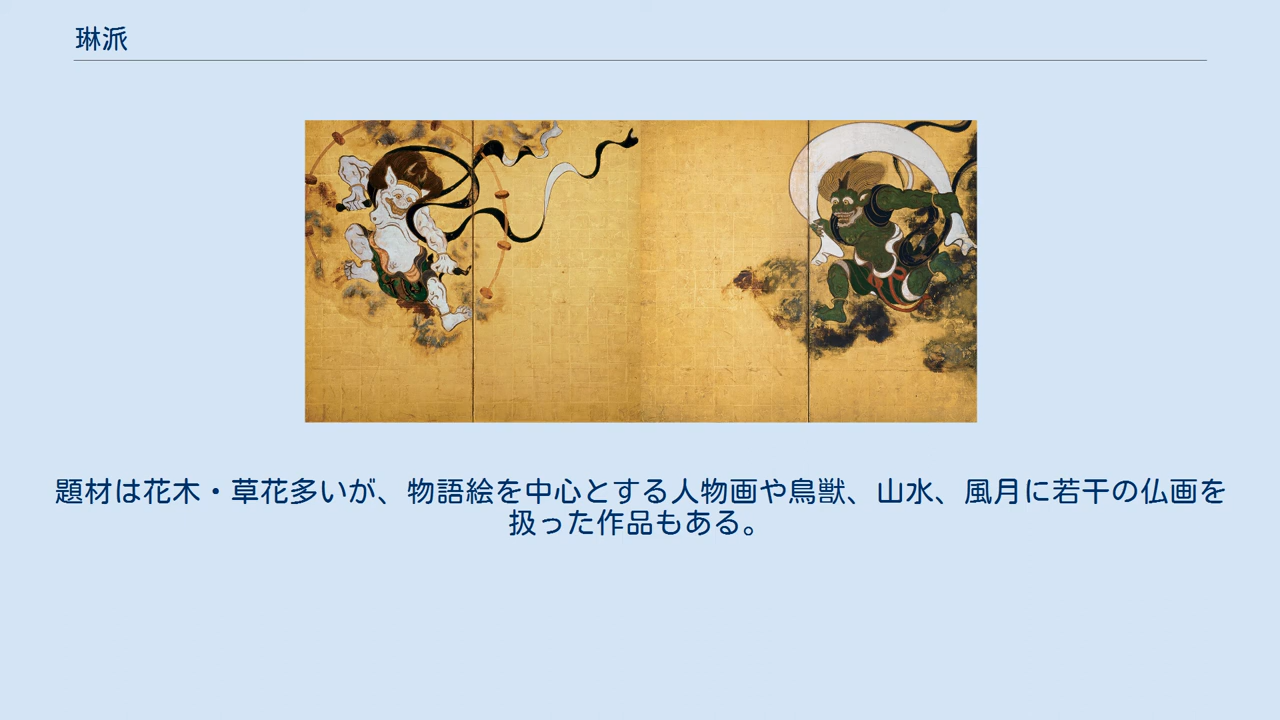 琳派
題材は花木・草花多いが、物語絵を中心とする人物画や鳥獣、山水、風月に若干の仏画を
扱った作品もある。